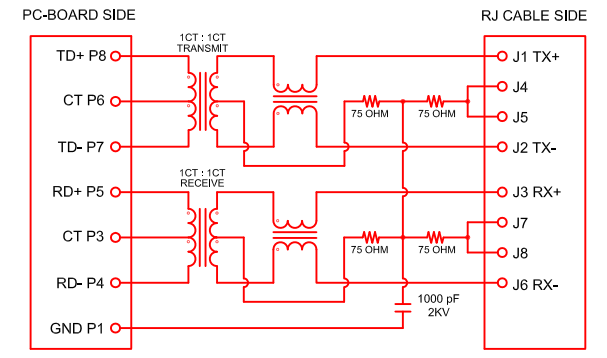 PC-BOARD SIDE
RJ CABLE SIDE
1CT : 1CT
TRANSMIT
TD+ P8
J1 TX+
J4
CT P6
75 OHM
75 OHM
J5
TD- P7
J2 TX-
1CT : 1CT
RECEIVE
RD+ P5
J3 RX+
J7
CT P3
75 OHM
75 OHM
J8
RD- P4
J6 RX-
1000 pF
2KV
GND P1